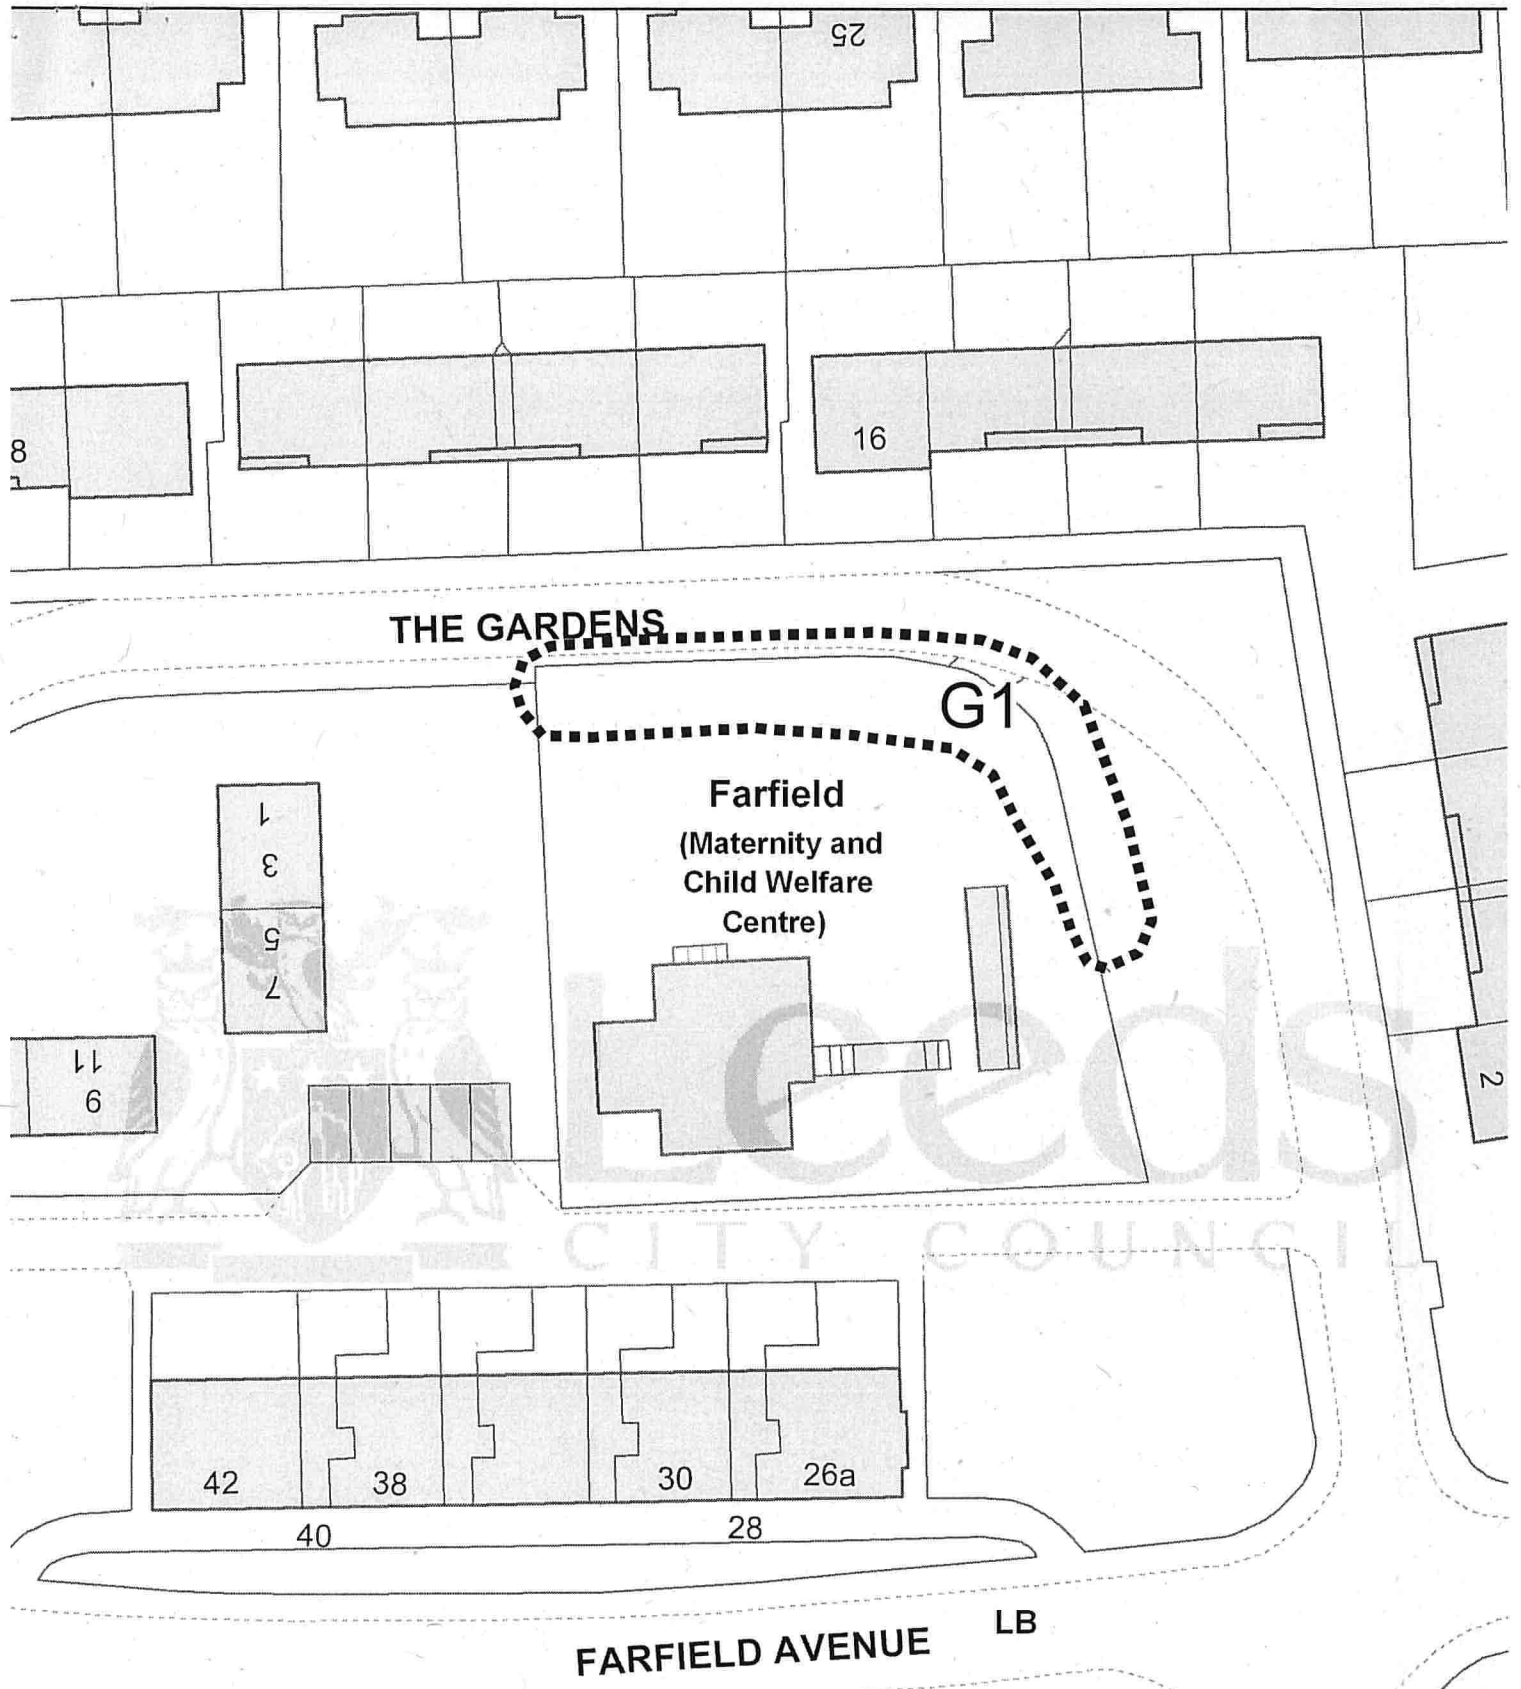 25
8
16
THE GARDENS
G1
Farfield
(Maternity and
Child Welfare
Centre)
1
3
5
7
11
9
2
Leeds
CITY COUNCIL
42
38
30
26a
40
28
LB
FARFIELD AVENUE